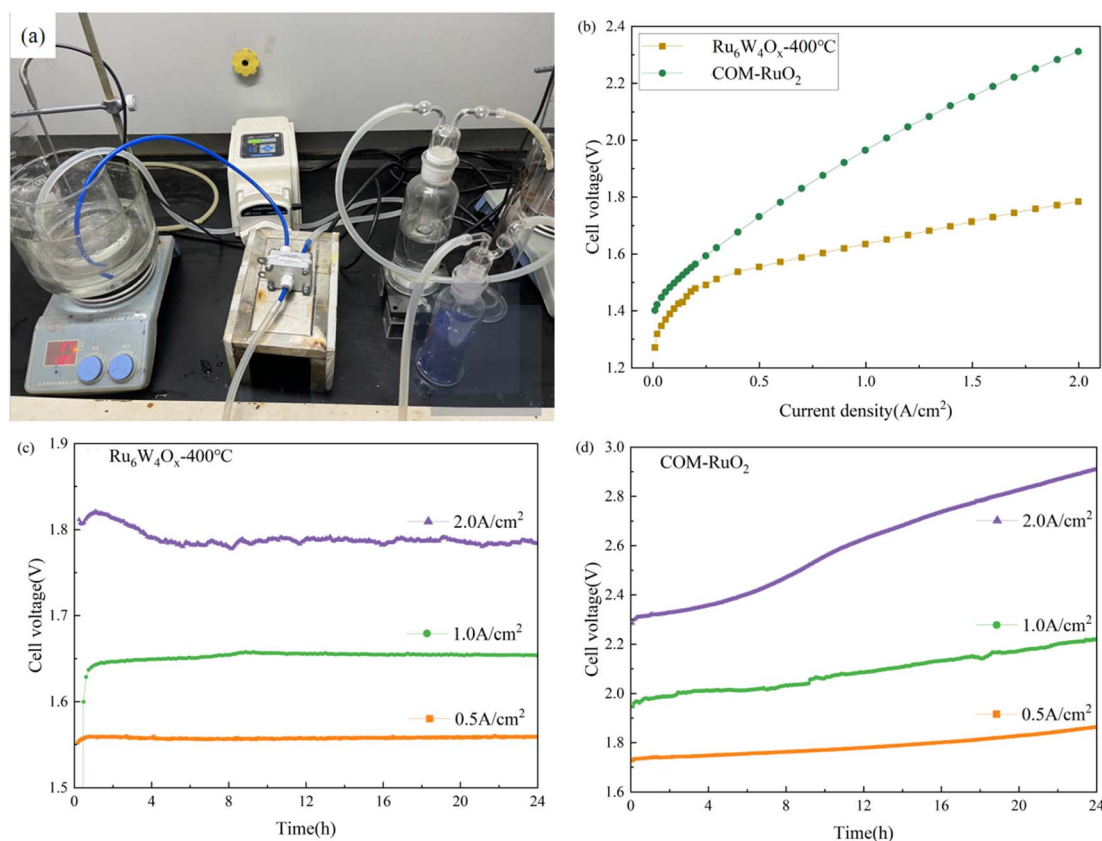 (a)
(b)
Ru₆W₄Oₓ-400℃
COM-RuO₂
Cell voltage(V)
2.4
2.2
2.0
1.8
1.6
1.4
1.2
0.0 0.5 1.0 1.5 2.0
Current density(A/cm²)
(c)
Ru₆W₄Oₓ-400℃
2.0A/cm²
1.0A/cm²
0.5A/cm²
Cell voltage(V)
1.9
1.8
1.7
1.6
1.5
0 4 8 12 16 20 24
Time(h)
(d)
COM-RuO₂
2.0A/cm²
1.0A/cm²
0.5A/cm²
Cell voltage(V)
3.0
2.8
2.6
2.4
2.2
2.0
1.8
1.6
0 4 8 12 16 20 24
Time(h)